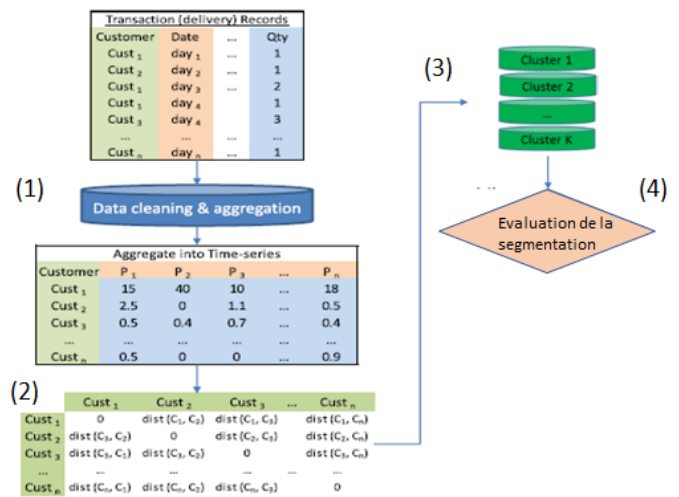 Transaction (delivery) Records
Customer Date ... Qty
Cust 1 day 1 ... 1
Cust 2 day 2 ... 1
Cust 1 day 3 ... 2
Cust 1 day 4 1
Cust 3 day 4 3
... ... ... ...
Cust n day n ... 1
(1)
Data cleaning & aggregation
Aggregate into Time-series
Customer P 1 P 2 P 3 ... P n
Cust 1 15 40 10 ... 18
Cust 2 2.5 0 1.1 ... 0.5
Cust 3 0.5 0.4 0.7 ... 0.4
... ... ... ... ...
Cust n 0.5 0 0 ... 0.9
(2)
Cust 1 Cust 2 Cust 3 ... Cust n
Cust 1 0 dist (C1, C2) dist (C1, C3) dist (C1, Cn)
Cust 2 dist (C3, C2) 0 dist (C2, C3) dist (C2, Cn)
Cust 3 dist (C3, C1) dist (C3, C2) 0 dist (C3, Cn)
... ... ... ... ... ...
Cust n dist (Cn, C1) dist (Cn, C2) dist (Cn, C3) 0
(3)
Cluster 1
Cluster 2
...
Cluster K
(4)
Evaluation de la
segmentation